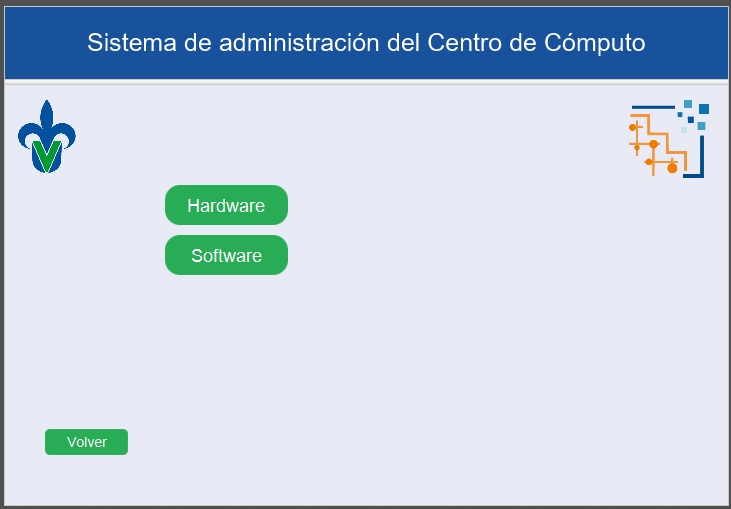 Sistema de administración del Centro de Cómputo
Hardware
Software
Volver